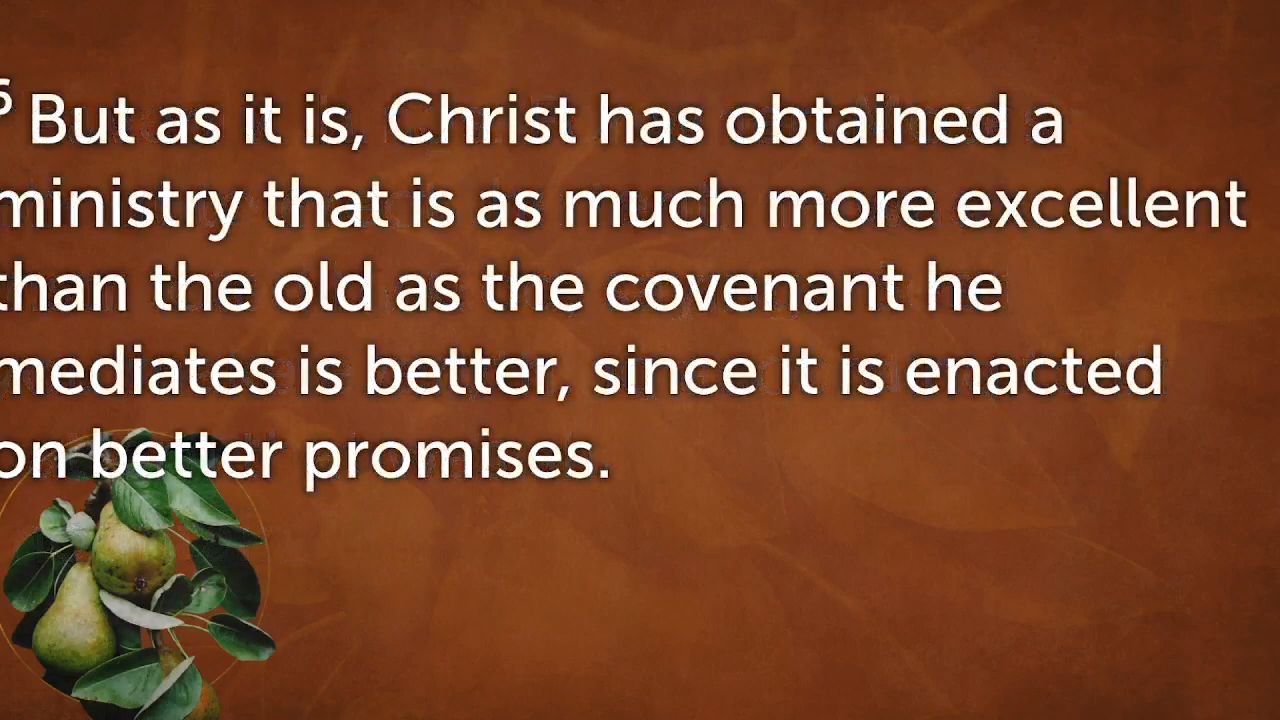 6 But as it is, Christ has obtained a
ministry that is as much more excellent
than the old as the covenant he
mediates is better, since it is enacted
on better promises.